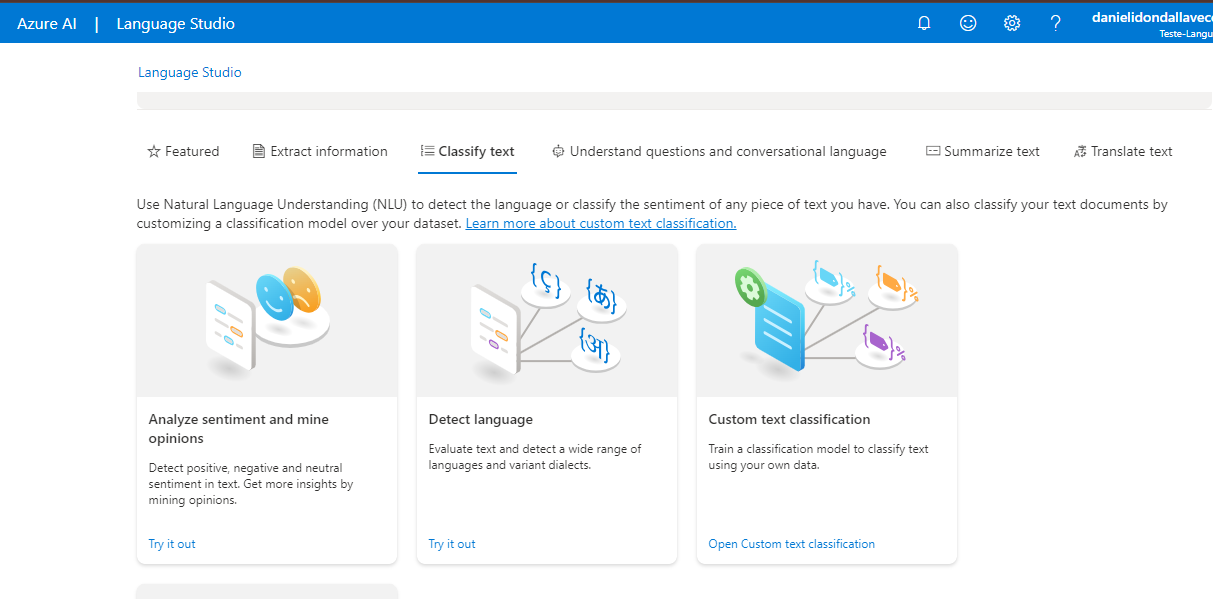 Azure AI | Language Studio
danielidondallavec
Teste-Langu
Language Studio
Featured
Extract information
Classify text
Understand questions and conversational language
Summarize text
Translate text
Use Natural Language Understanding (NLU) to detect the language or classify the sentiment of any piece of text you have. You can also classify your text documents by
customizing a classification model over your dataset. Learn more about custom text classification.
Analyze sentiment and mine
opinions
Detect positive, negative and neutral
sentiment in text. Get more insights by
mining opinions.
Try it out
{ς}
{あ}
{अ}
Detect language
Evaluate text and detect a wide range of
languages and variant dialects.
Try it out
Custom text classification
Train a classification model to classify text
using your own data.
Open Custom text classification